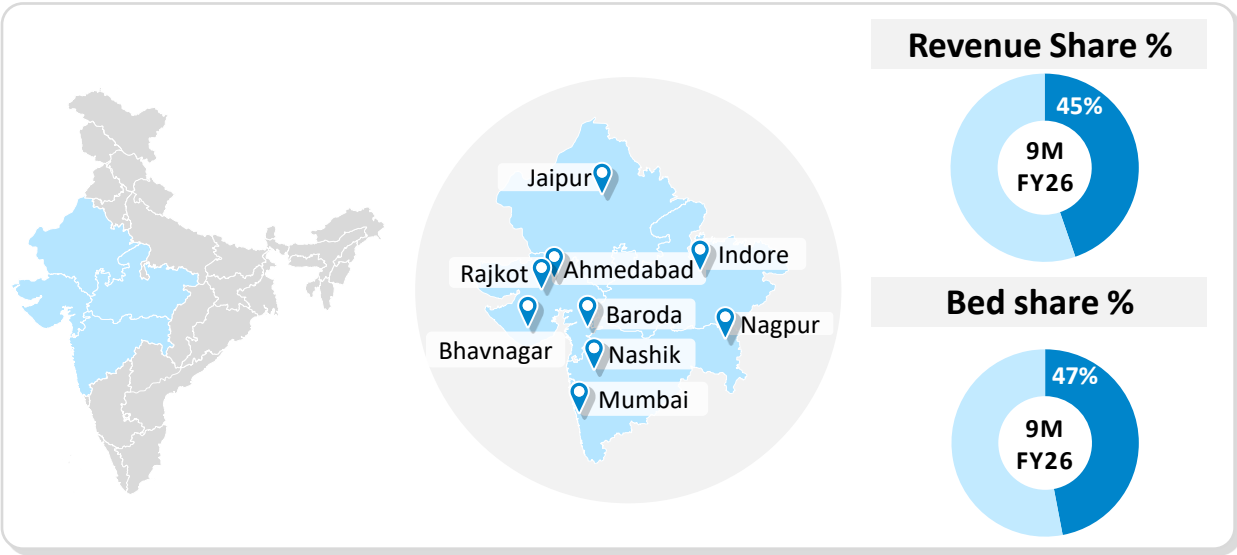 Revenue Share %
45%
9M
FY26
Jaipur
Indore
Rajkot
Ahmedabad
Baroda
Nagpur
Bhavnagar
Nashik
Mumbai
Bed share %
47%
9M
FY26